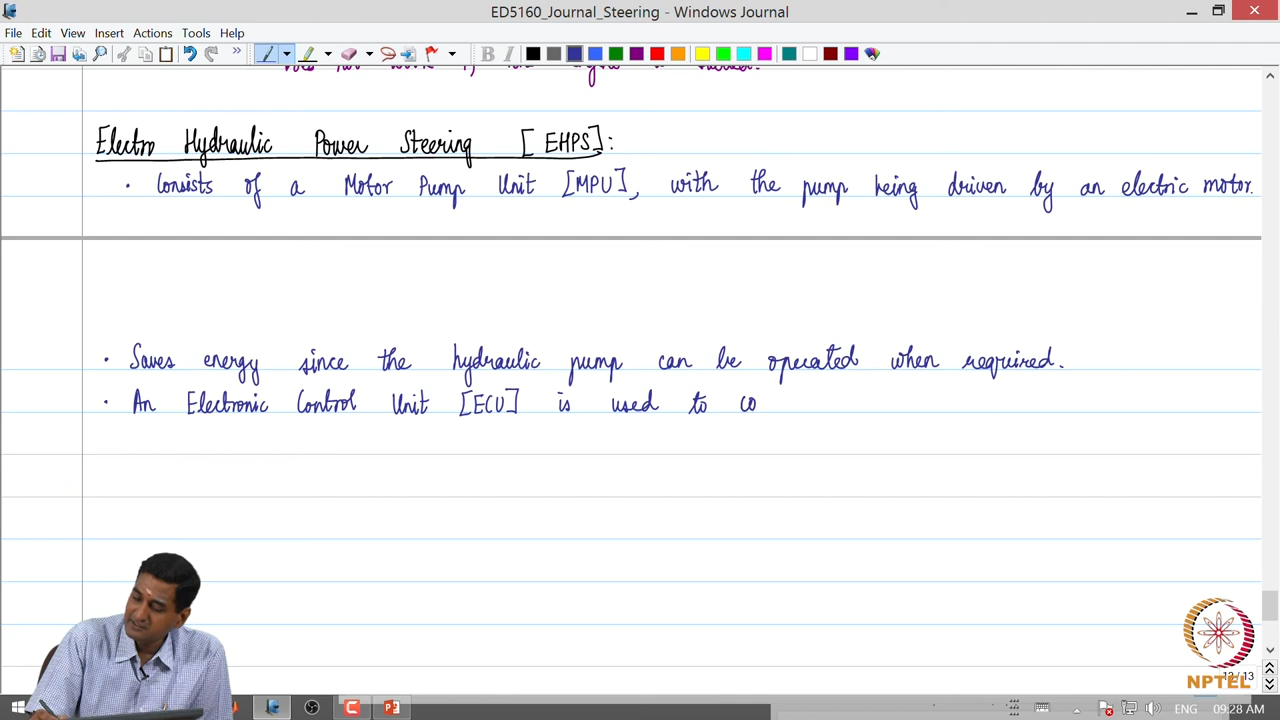 ED5160_Journal_Steering - Windows Journal
File Edit View Insert Actions Tools Help
Electro Hydraulic Power Steering [EHPS]:
· Consists of a Motor Pump Unit [MPU], with the pump being driven by an electric motor.
· Saves energy since the hydraulic pump can be operated when required.
· An Electronic Control Unit [ECU] is used to co
NPTEL
ENG 09:28 AM